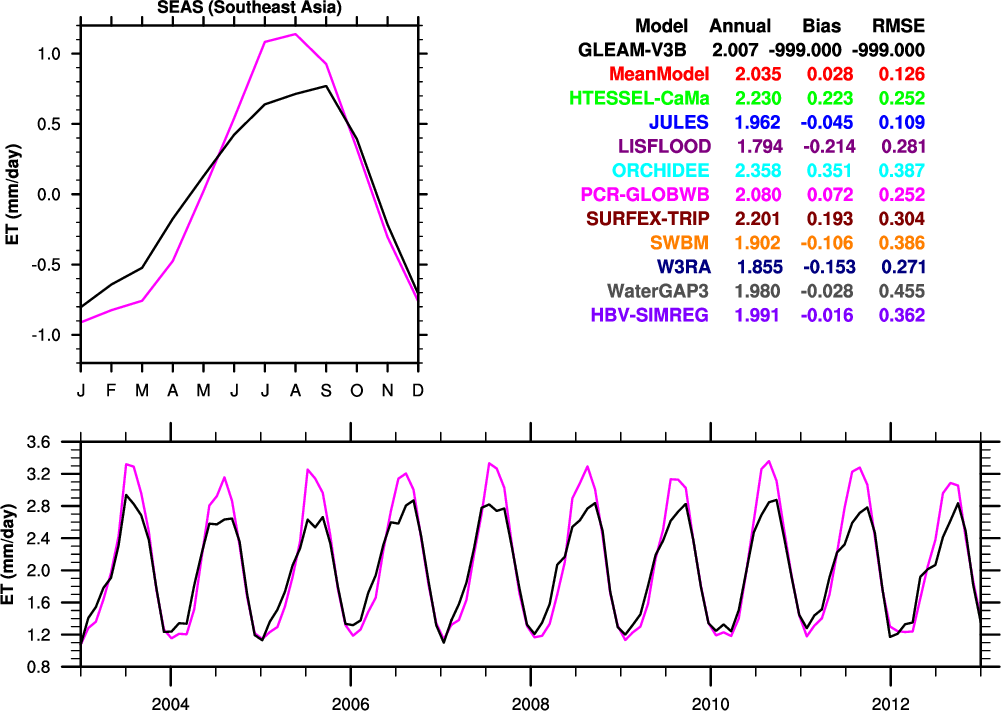 SEAS (Southeast Asia)
ET (mm/day)
1.0
0.5
0.0
-0.5
-1.0
J F M A M J J A S O N D
Model Annual Bias RMSE
GLEAM-V3B 2.007 -999.000 -999.000
MeanModel 2.035 0.028 0.126
HTESSEL-CaMa 2.230 0.223 0.252
JULES 1.962 -0.045 0.109
LISFLOOD 1.794 -0.214 0.281
ORCHIDEE 2.358 0.351 0.387
PCR-GLOBWB 2.080 0.072 0.252
SURFEX-TRIP 2.201 0.193 0.304
SWBM 1.902 -0.106 0.386
W3RA 1.855 -0.153 0.271
WaterGAP3 1.980 -0.028 0.455
HBV-SIMREG 1.991 -0.016 0.362
ET (mm/day)
3.6
3.2
2.8
2.4
2.0
1.6
1.2
0.8
2004 2006 2008 2010 2012